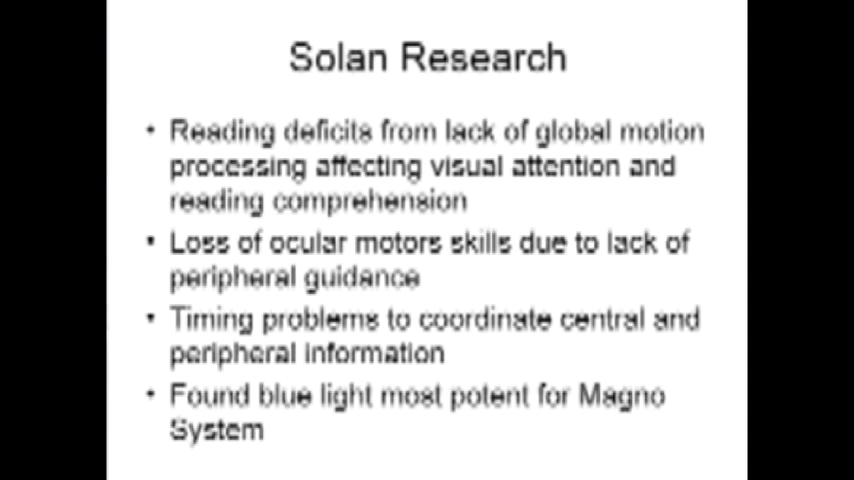 Solan Research
• Reading deficits from lack of global motion
processing affecting visual attention and
reading comprehension
• Loss of ocular motors skills due to lack of
peripheral guidance
• Timing problems to coordinate central and
peripheral information
• Found blue light most potent for Magno
System